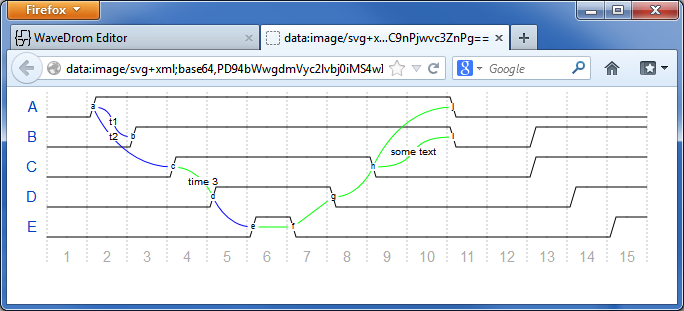 Firefox
WaveDrom Editor
data:image/svg+x...C9nPjwvc3ZnPg==
data:image/svg+xml;base64,PD94bWwgdmVyc2lvbj0iMS4wI
Google
A a j
t1
B b i
t2
C c h
some text
time 3
D d g
E e f
1 2 3 4 5 6 7 8 9 10 11 12 13 14 15